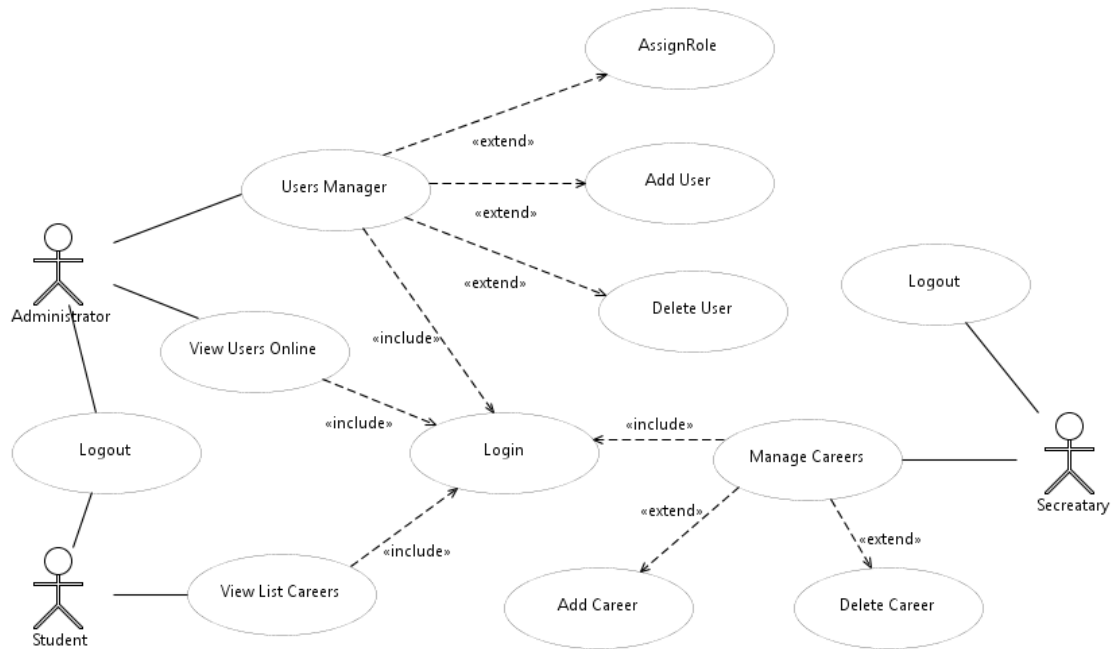 AssignRole
«extend»
Users Manager
Add User
«extend»
Administrator
«extend»
Delete User
Logout
View Users Online
«include»
«include»
Logout
Login
«include»
Manage Careers
Secreatary
«extend»
«extend»
«include»
View List Careers
Add Career
Delete Career
Student